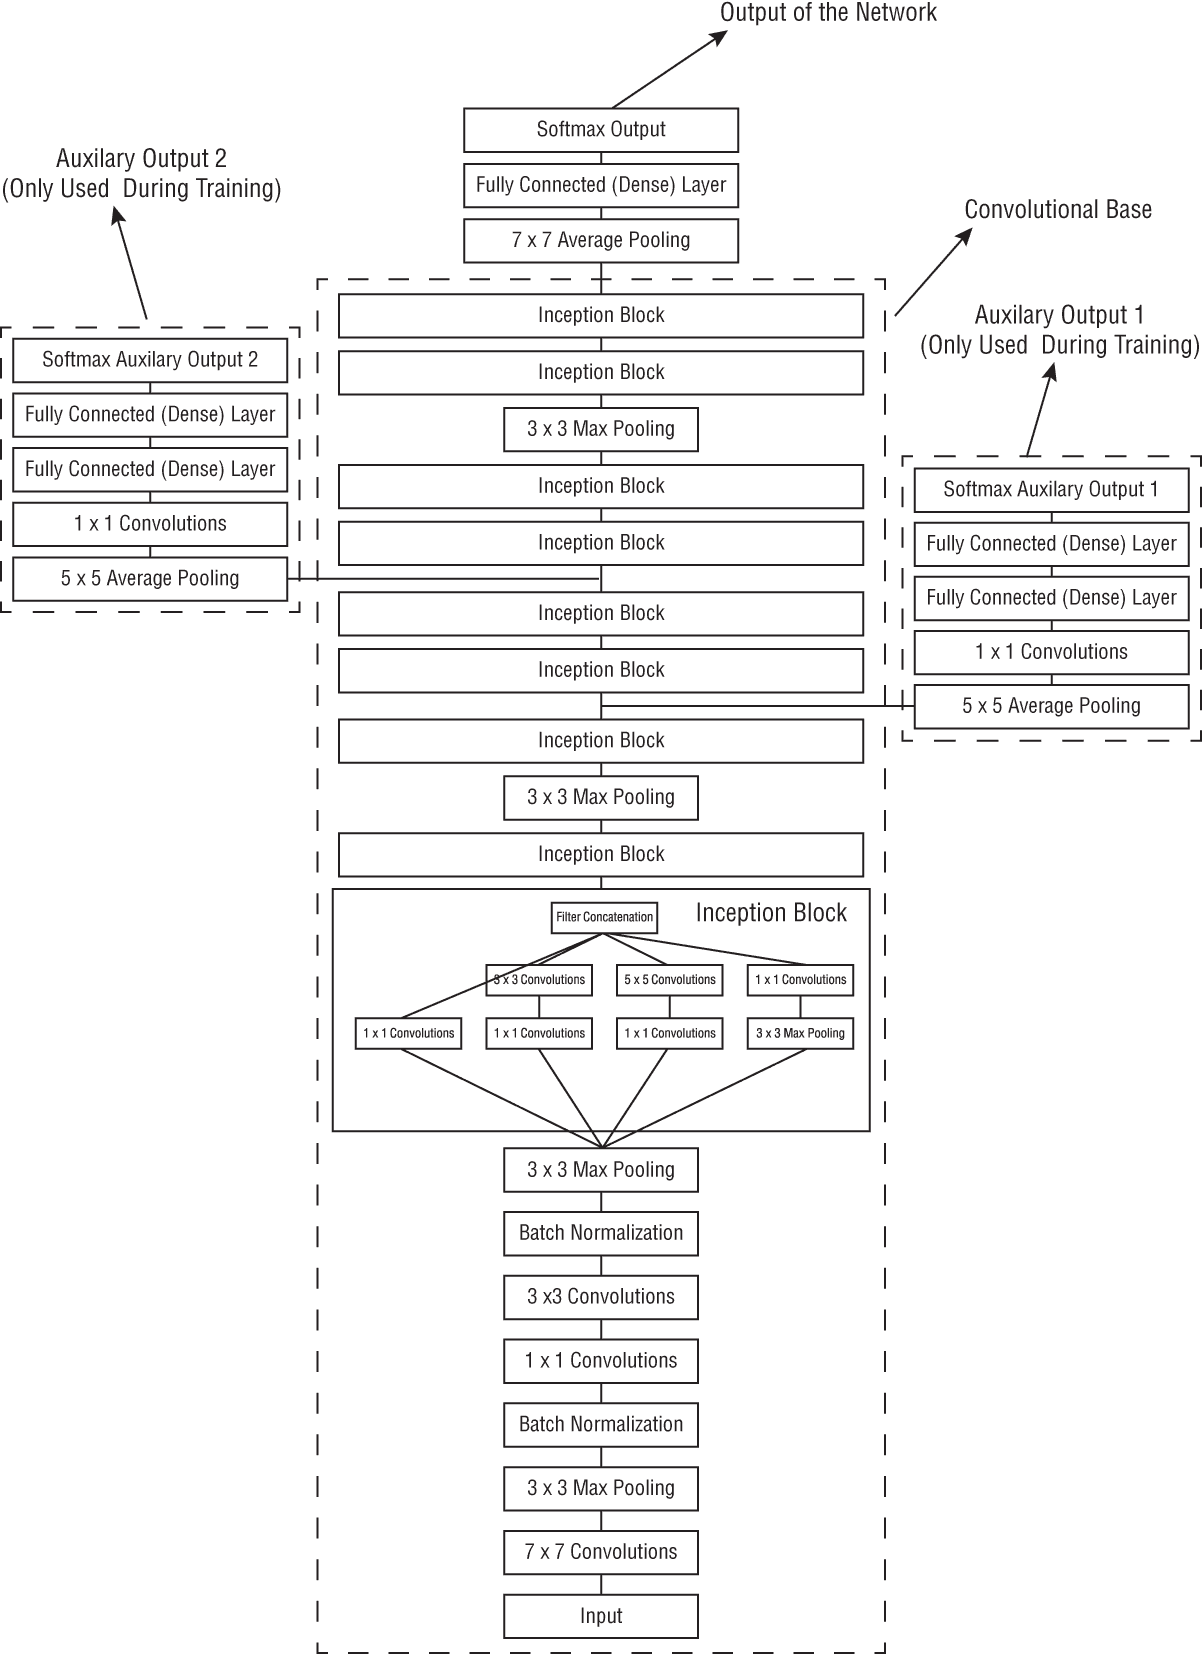 Output of the Network
Softmax Output
Fully Connected (Dense) Layer
7 x 7 Average Pooling
Auxilary Output 2
(Only Used During Training)
Softmax Auxilary Output 2
Fully Connected (Dense) Layer
Fully Connected (Dense) Layer
1 x 1 Convolutions
5 x 5 Average Pooling
Convolutional Base
Auxilary Output 1
(Only Used During Training)
Softmax Auxilary Output 1
Fully Connected (Dense) Layer
Fully Connected (Dense) Layer
1 x 1 Convolutions
5 x 5 Average Pooling
Inception Block
Inception Block
3 x 3 Max Pooling
Inception Block
Inception Block
Inception Block
Inception Block
Inception Block
3 x 3 Max Pooling
Inception Block
Inception Block
Filter Concatenation
3 x 3 Convolutions
5 x 5 Convolutions
1 x 1 Convolutions
1 x 1 Convolutions
1 x 1 Convolutions
1 x 1 Convolutions
3 x 3 Max Pooling
3 x 3 Max Pooling
Batch Normalization
3 x3 Convolutions
1 x 1 Convolutions
Batch Normalization
3 x 3 Max Pooling
7 x 7 Convolutions
Input